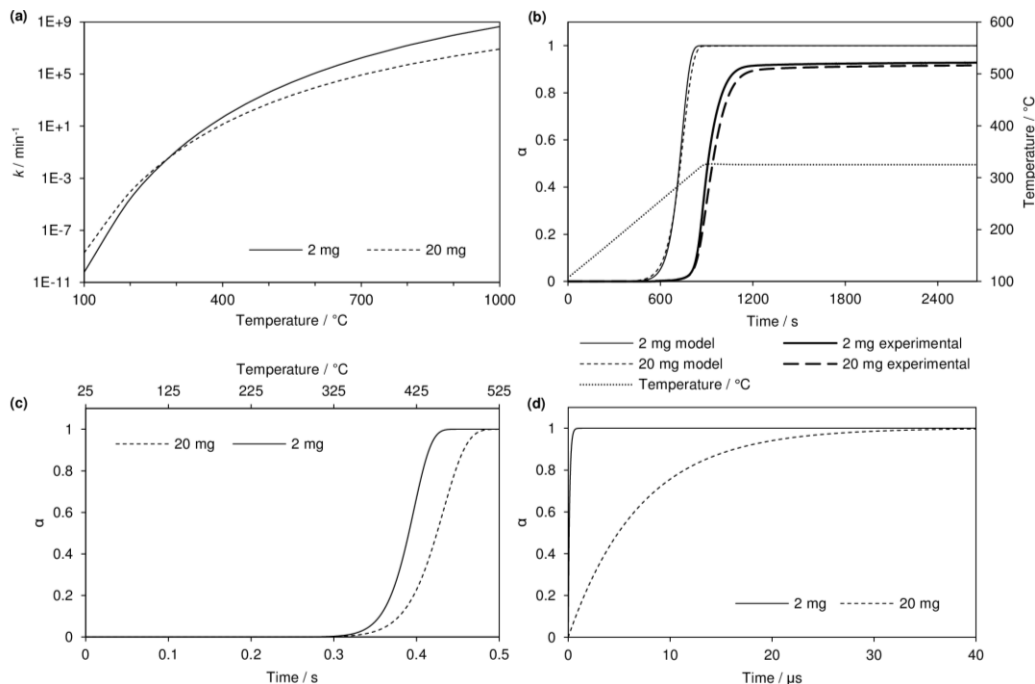 (a)
1E+9
1E+5
1E+1
1E-3
1E-7
1E-11
k / min⁻¹
2 mg 20 mg
100 400 700 1000
Temperature / °C
(b)
1
0.8
0.6
0.4
0.2
0
α
600
500
400
300
200
100
Temperature / °C
0 600 1200 1800 2400
Time / s
2 mg model 2 mg experimental
20 mg model 20 mg experimental
Temperature / °C
(c)
Temperature / °C
25 125 225 325 425 525
20 mg 2 mg
1
0.8
0.6
0.4
0.2
0
α
0 0.1 0.2 0.3 0.4 0.5
Time / s
(d)
1
0.8
0.6
0.4
0.2
0
α
2 mg 20 mg
0 10 20 30 40
Time / µs